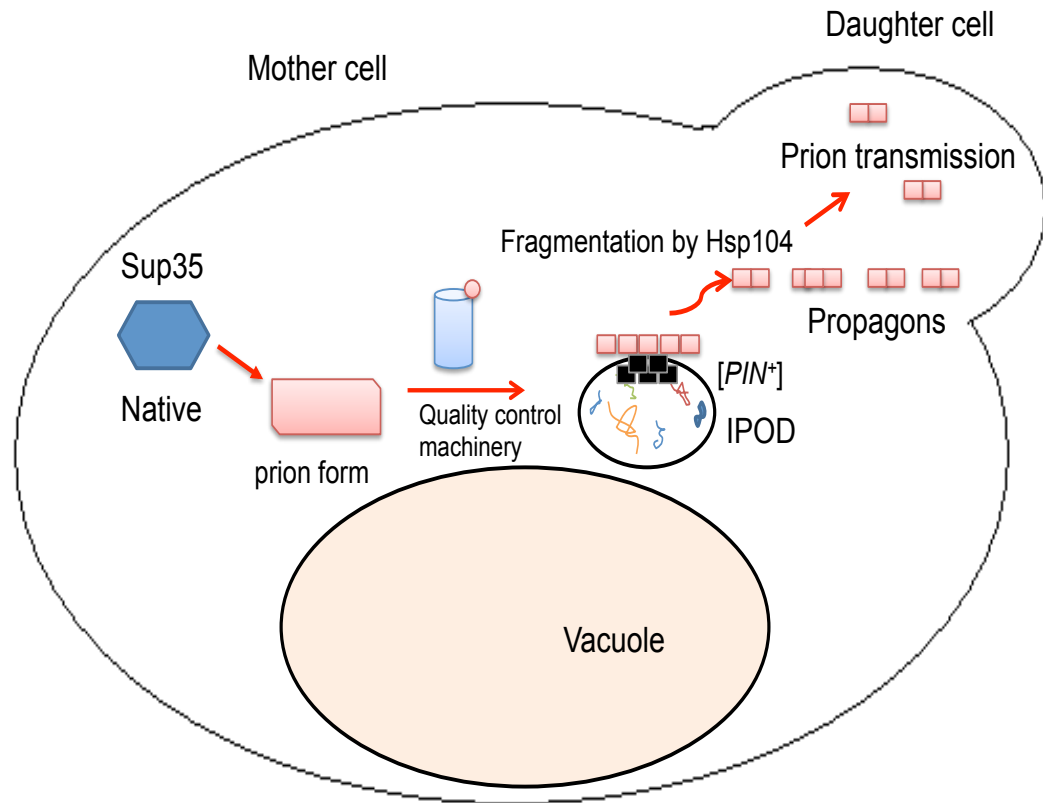 Daughter cell
Mother cell
Prion transmission
Fragmentation by Hsp104
Sup35
Propagons
[PIN+]
Native
Quality control
machinery
IPOD
prion form
Vacuole